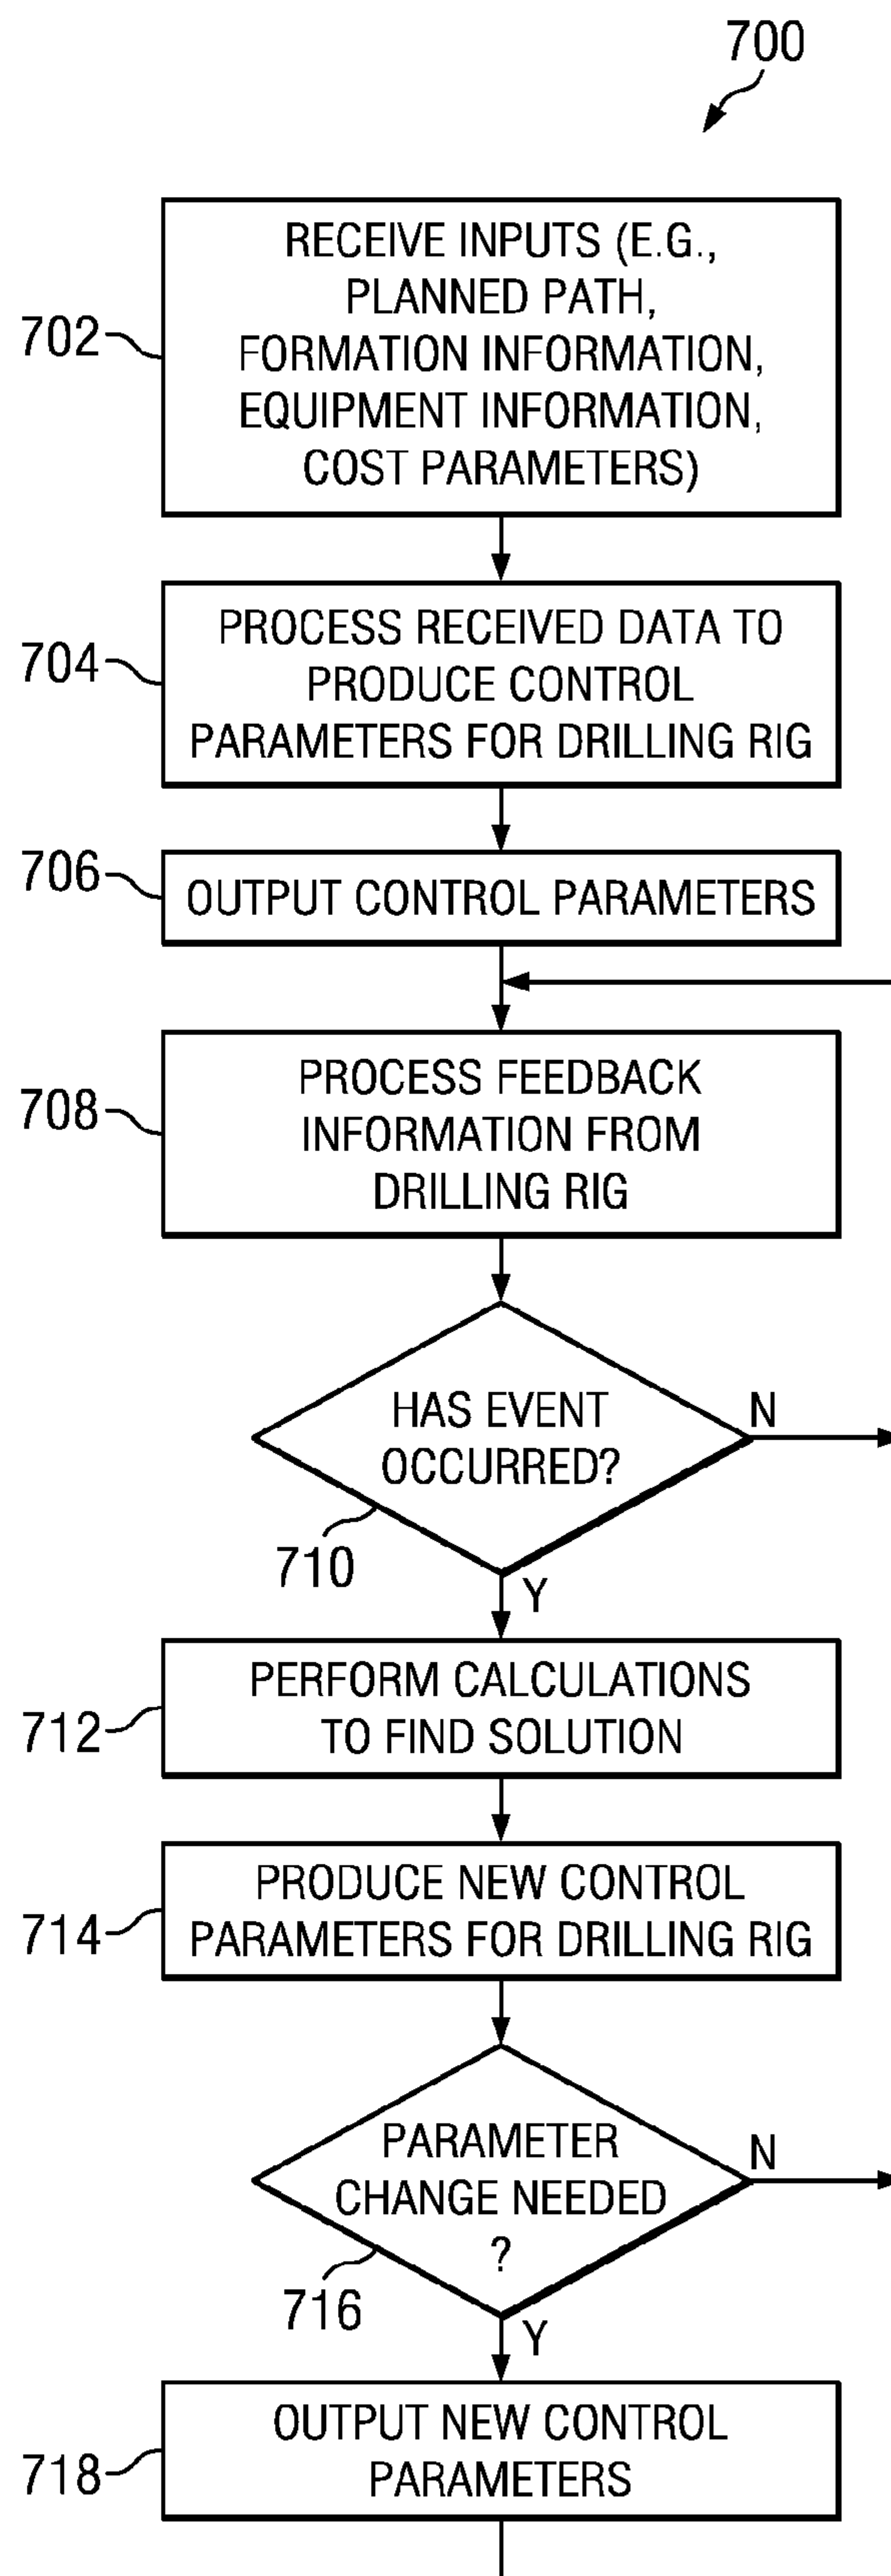 700
702
RECEIVE INPUTS (E.G.,
PLANNED PATH,
FORMATION INFORMATION,
EQUIPMENT INFORMATION,
COST PARAMETERS)
704
PROCESS RECEIVED DATA TO
PRODUCE CONTROL
PARAMETERS FOR DRILLING RIG
706
OUTPUT CONTROL PARAMETERS
708
PROCESS FEEDBACK
INFORMATION FROM
DRILLING RIG
HAS EVENT
OCCURRED?
N
710
Y
712
PERFORM CALCULATIONS
TO FIND SOLUTION
714
PRODUCE NEW CONTROL
PARAMETERS FOR DRILLING RIG
PARAMETER
CHANGE NEEDED
?
N
716
Y
718
OUTPUT NEW CONTROL
PARAMETERS